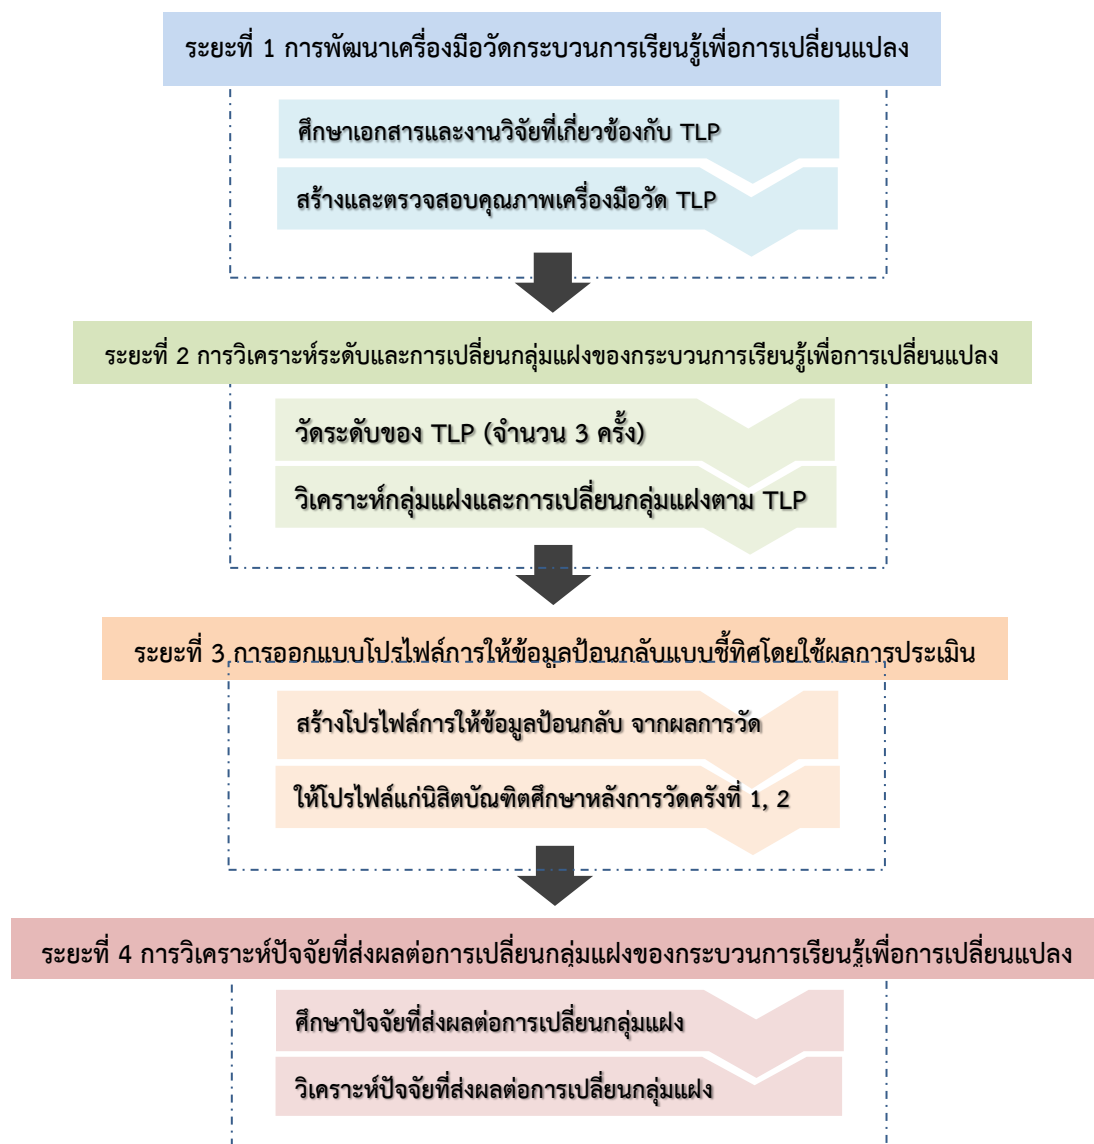 ระยะที่ 1 การพัฒนาเครื่องมือวัดกระบวนการเรียนรู้เพื่อการเปลี่ยนแปลง
ศึกษาเอกสารและงานวิจัยที่เกี่ยวข้องกับ TLP
สร้างและตรวจสอบคุณภาพเครื่องมือวัด TLP
ระยะที่ 2 การวิเคราะห์ระดับและการเปลี่ยนกลุ่มแฝงของกระบวนการเรียนรู้เพื่อการเปลี่ยนแปลง
วัดระดับของ TLP (จำนวน 3 ครั้ง)
วิเคราะห์กลุ่มแฝงและการเปลี่ยนกลุ่มแฝงตาม TLP
ระยะที่ 3 การออกแบบโปรไฟล์การให้ข้อมูลป้อนกลับแบบชี้ทิศโดยใช้ผลการประเมิน
สร้างโปรไฟล์การให้ข้อมูลป้อนกลับ จากผลการวัด
ให้โปรไฟล์แก่นิสิตบัณฑิตศึกษาหลังการวัดครั้งที่ 1, 2
ระยะที่ 4 การวิเคราะห์ปัจจัยที่ส่งผลต่อการเปลี่ยนกลุ่มแฝงของกระบวนการเรียนรู้เพื่อการเปลี่ยนแปลง
ศึกษาปัจจัยที่ส่งผลต่อการเปลี่ยนกลุ่มแฝง
วิเคราะห์ปัจจัยที่ส่งผลต่อการเปลี่ยนกลุ่มแฝง